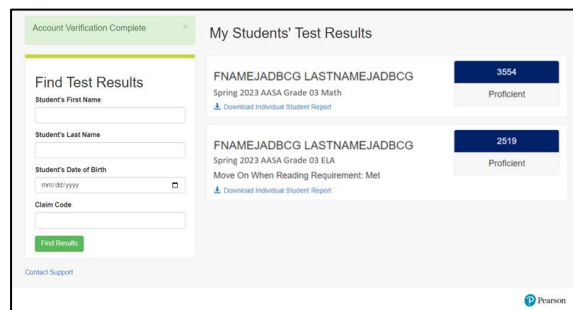 Account Verification Complete ×
Find Test Results
Student's First Name
Student's Last Name
Student's Date of Birth
mm/dd/yyyy
Claim Code
Find Results
Contact Support
My Students' Test Results
FNAMEJADBCG LASTNAMEJADBCG
Spring 2023 AASA Grade 03 Math
Download Individual Student Report
3554
Proficient
FNAMEJADBCG LASTNAMEJADBCG
Spring 2023 AASA Grade 03 ELA
Move On When Reading Requirement: Met
Download Individual Student Report
2519
Proficient
Pearson